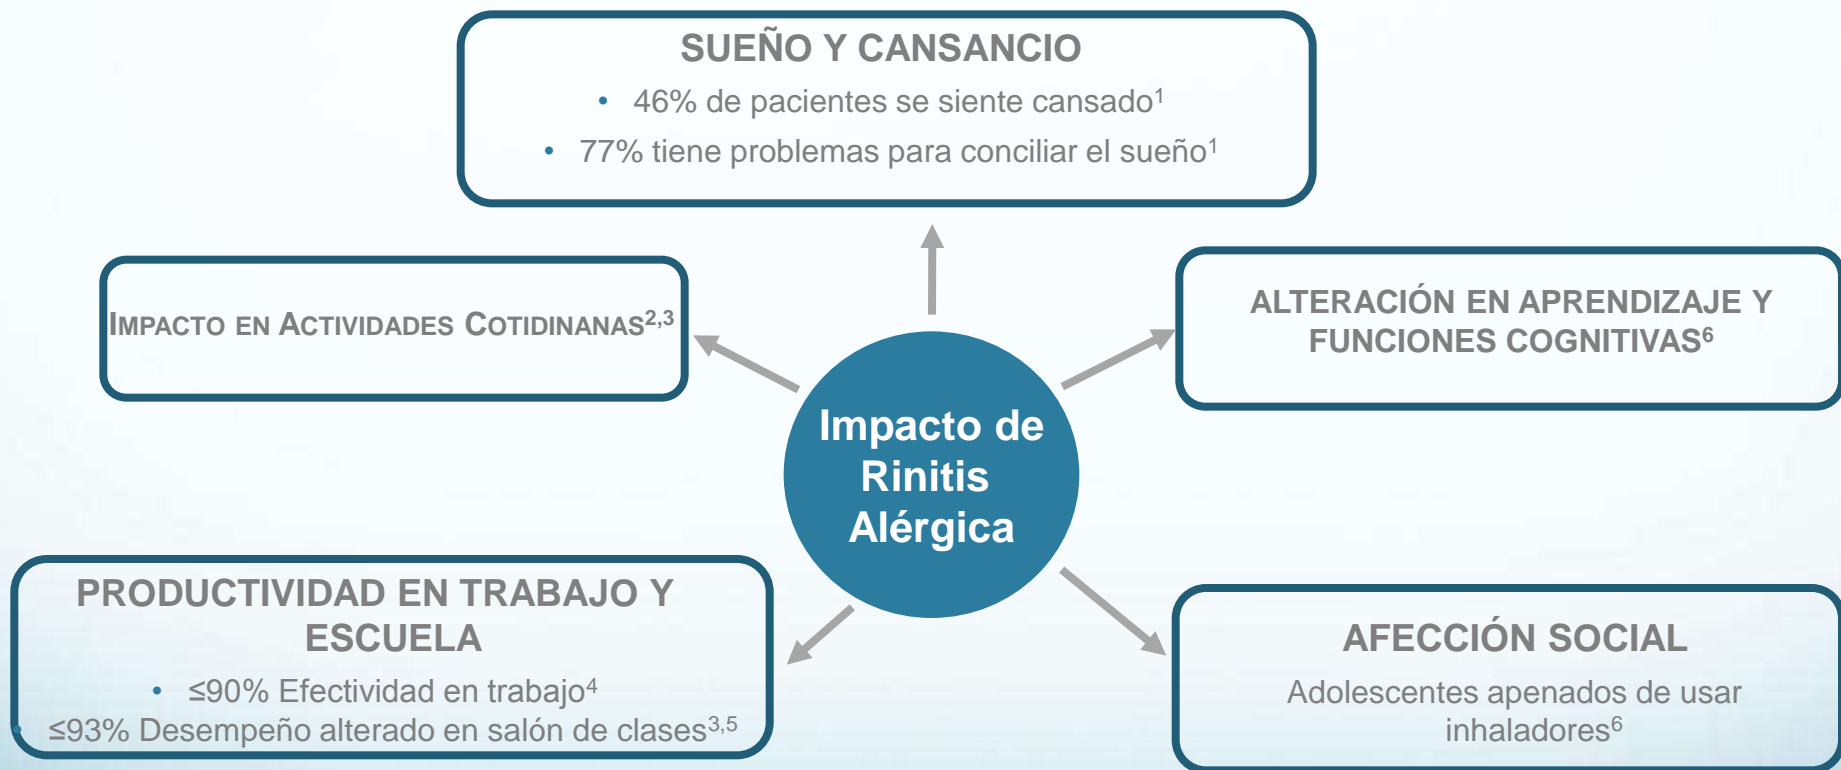 SUEÑO Y CANSANCIO
• 46% de pacientes se siente cansado¹
• 77% tiene problemas para conciliar el sueño¹
IMPACTO EN ACTIVIDADES COTIDINANAS²,³
ALTERACIÓN EN APRENDIZAJE Y
FUNCIONES COGNITIVAS⁶
Impacto de
Rinitis
Alérgica
PRODUCTIVIDAD EN TRABAJO Y
ESCUELA
• ≤90% Efectividad en trabajo⁴
• ≤93% Desempeño alterado en salón de clases³,⁵
AFECCIÓN SOCIAL
Adolescentes apenados de usar
inhaladores⁶